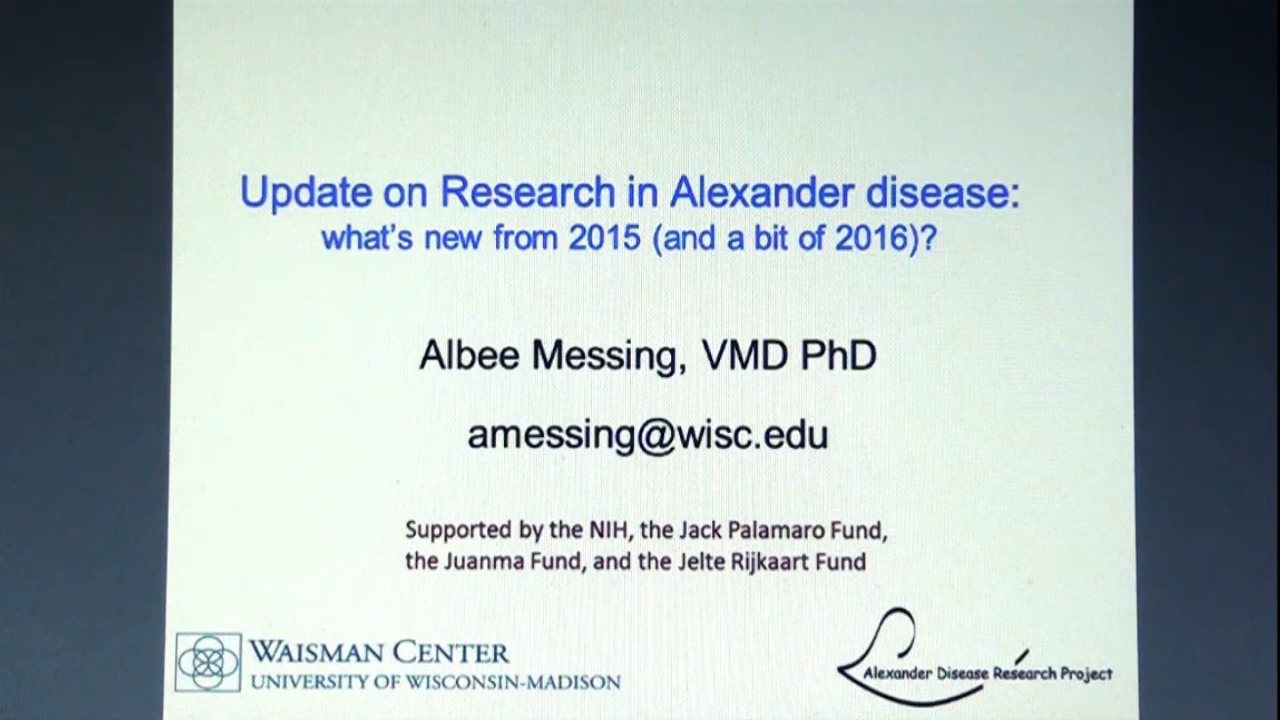 Update on Research in Alexander disease:
what's new from 2015 (and a bit of 2016)?
Albee Messing, VMD PhD
amessing@wisc.edu
Supported by the NIH, the Jack Palamaro Fund,
the Juanma Fund, and the Jelte Rijkaart Fund
WAISMAN CENTER
UNIVERSITY OF WISCONSIN-MADISON
Alexander Disease Research Project